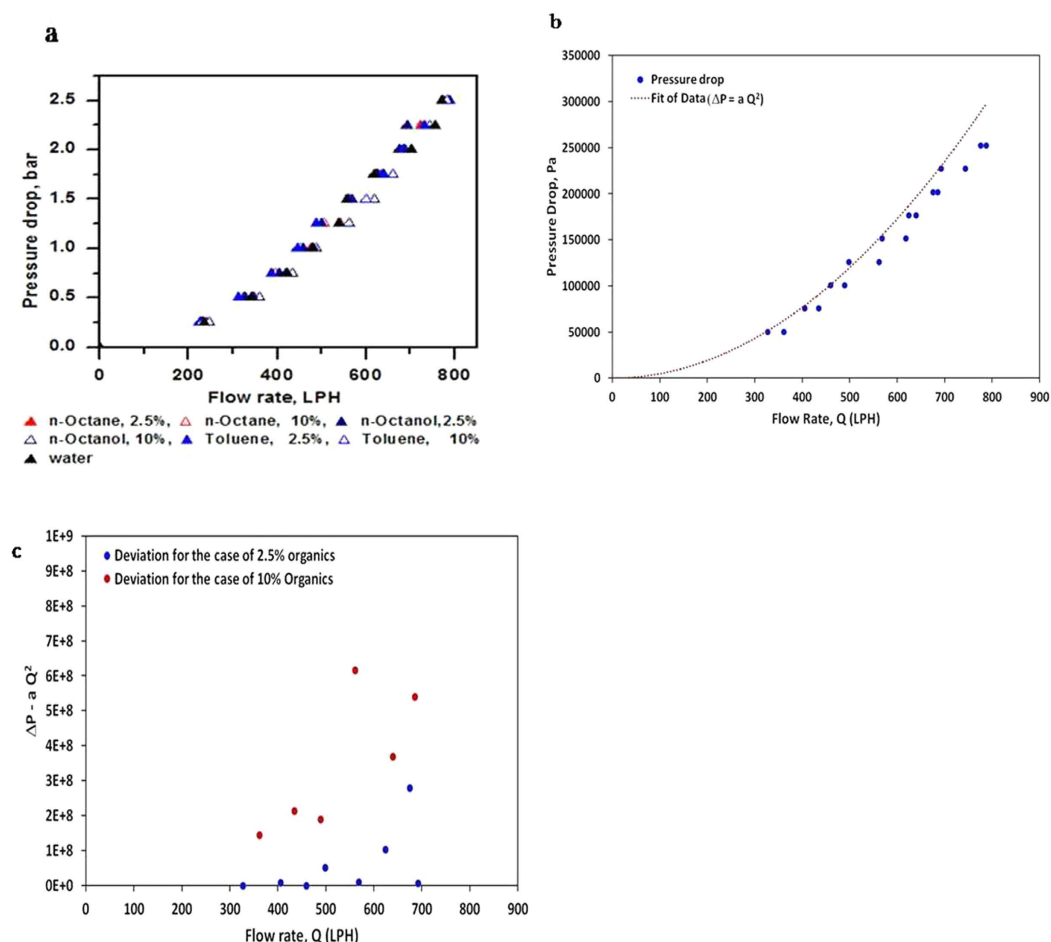 a
Pressure drop, bar
2.5
2.0
1.5
1.0
0.5
0.0
0 200 400 600 800
Flow rate, LPH
n-Octane, 2.5%, n-Octane, 10%, n-Octanol,2.5%
n-Octanol, 10%, Toluene, 2.5%, Toluene, 10%
water
b
Pressure Drop, Pa
350000
300000
250000
200000
150000
100000
50000
0
Pressure drop
Fit of Data ( ΔP = a Q²)
0 100 200 300 400 500 600 700 800 900
Flow Rate, Q (LPH)
c
ΔP - a Q²
1E+9
9E+8
8E+8
7E+8
6E+8
5E+8
4E+8
3E+8
2E+8
1E+8
0E+0
Deviation for the case of 2.5% organics
Deviation for the case of 10% Organics
0 100 200 300 400 500 600 700 800 900
Flow rate, Q (LPH)